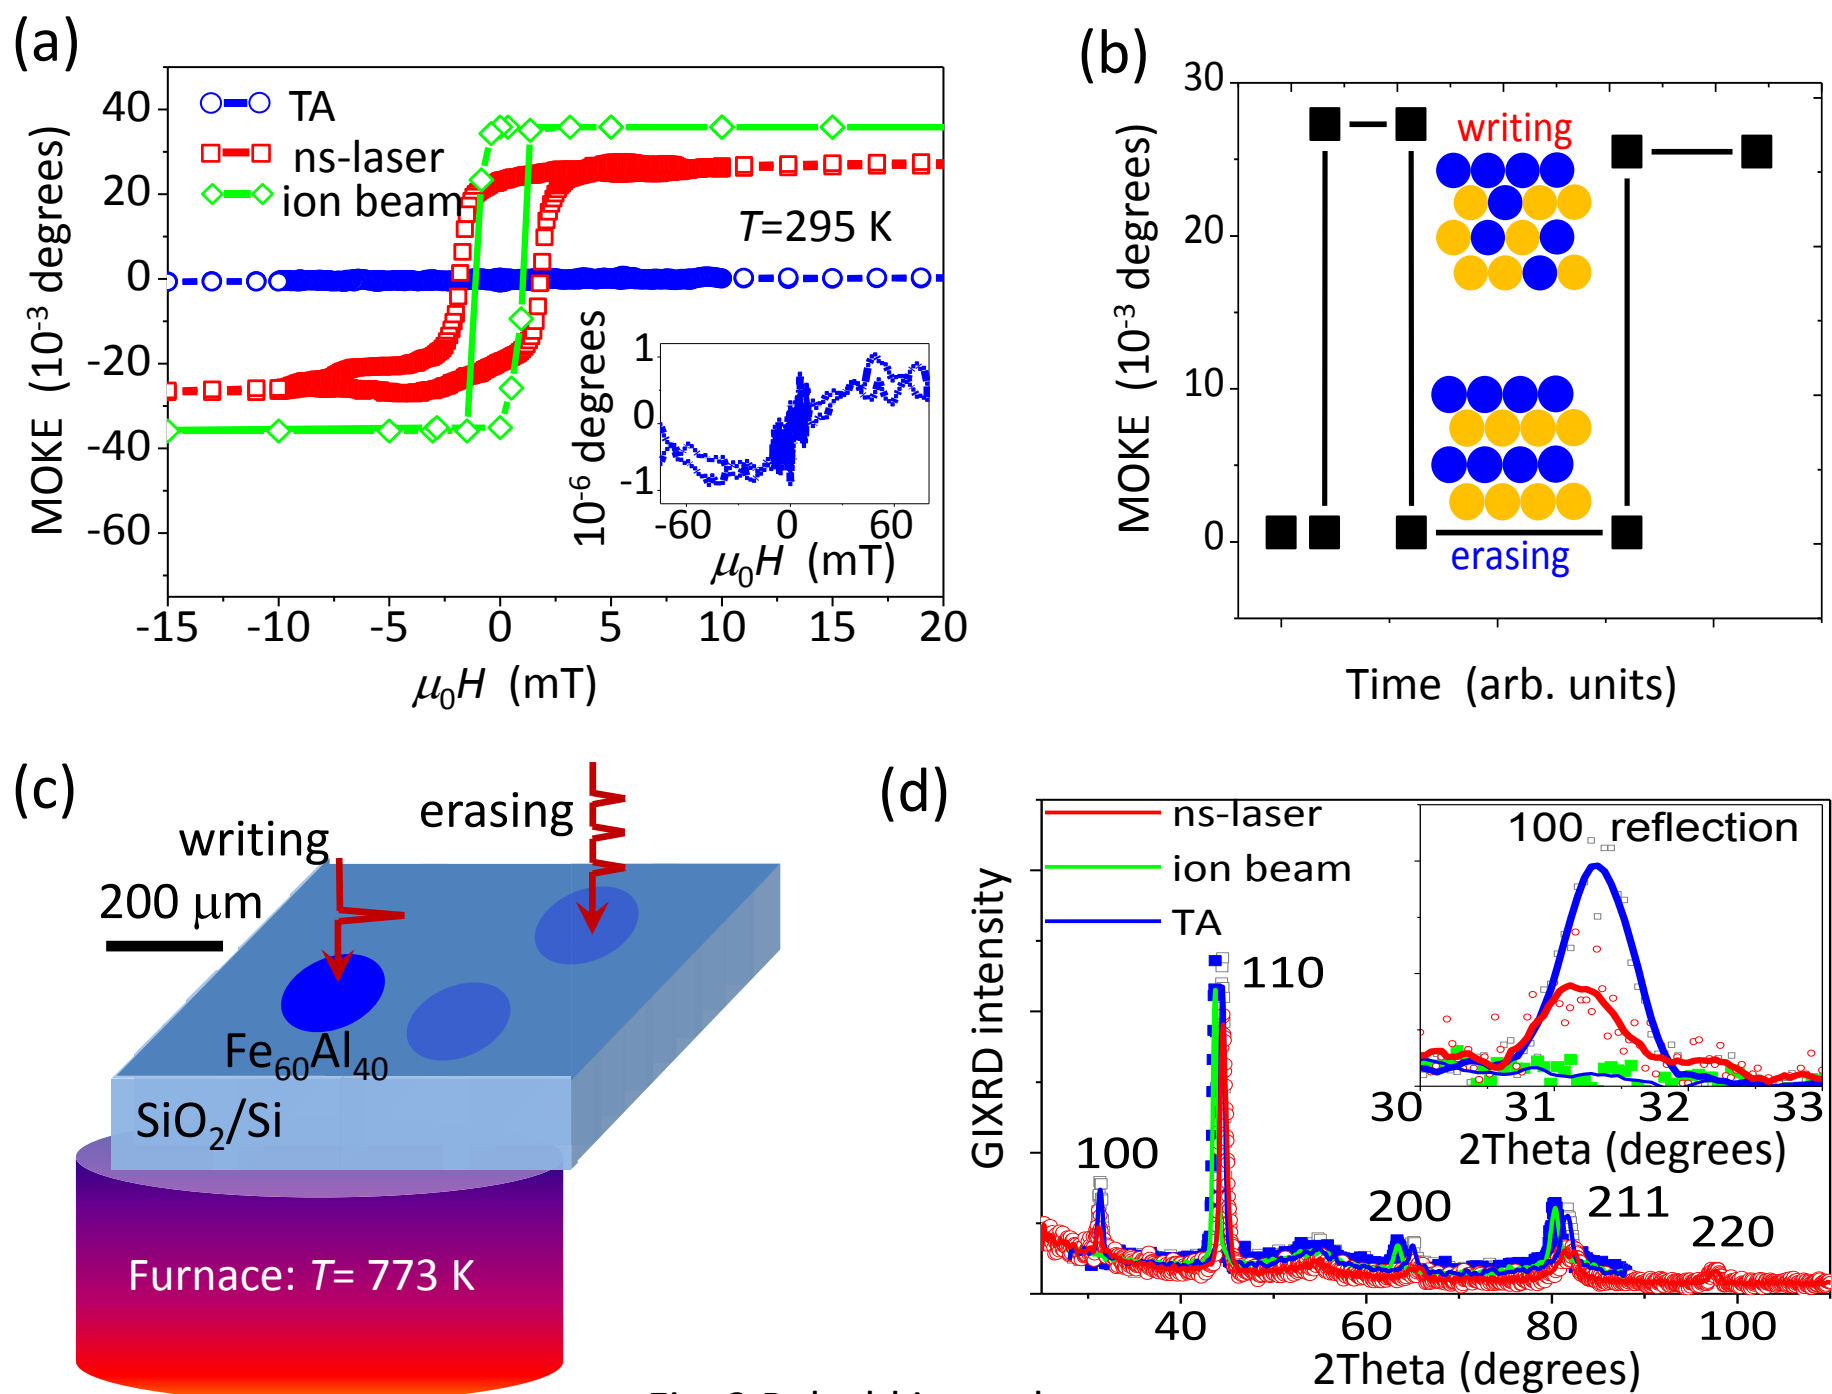 (a)
40
20
0
-20
-40
-60
MOKE (10⁻³ degrees)
TA
ns-laser
ion beam
T=295 K
10⁻⁶ degrees
1
0
-1
-60 0 60
μ₀H (mT)
-15 -10 -5 0 5 10 15 20
μ₀H (mT)
(b)
30
20
10
0
MOKE (10⁻³ degrees)
writing
erasing
Time (arb. units)
(c)
writing
erasing
200 μm
Fe₆₀Al₄₀
SiO₂/Si
Furnace: T= 773 K
(d)
GIXRD intensity
ns-laser
ion beam
TA
100
110
200
211
220
100 reflection
30 31 32 33
2Theta (degrees)
40 60 80 100
2Theta (degrees)